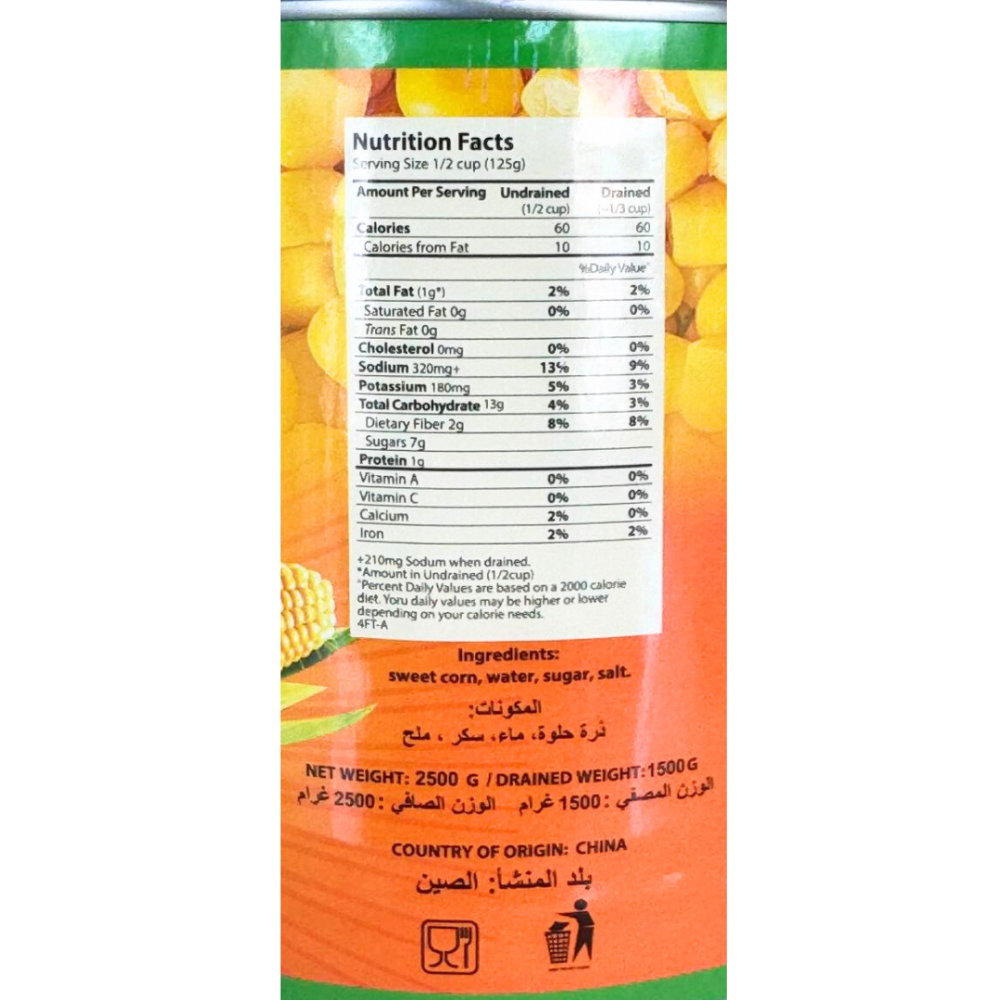 Nutrition Facts
Serving Size 1/2 cup (125g)
Amount Per Serving Undrained Drained
(1/2 cup) (~1/3 cup)
Calories 60 60
Calories from Fat 10 10
%Daily Value^
Total Fat (1g*) 2% 2%
Saturated Fat 0g 0% 0%
Trans Fat 0g
Cholesterol 0mg 0% 0%
Sodium 320mg+ 13% 9%
Potassium 180mg 5% 3%
Total Carbohydrate 13g 4% 3%
Dietary Fiber 2g 8% 8%
Sugars 7g
Protein 1g
Vitamin A 0% 0%
Vitamin C 0% 0%
Calcium 2% 0%
Iron 2% 2%
+210mg Sodum when drained.
*Amount in Undrained (1/2cup)
^Percent Daily Values are based on a 2000 calorie
diet. Yoru daily values may be higher or lower
depending on your calorie needs.
4FT-A
Ingredients:
sweet corn, water, sugar, salt.
المكونات:
ذرة حلوة، ماء، سكر ، ملح
NET WEIGHT: 2500 G / DRAINED WEIGHT:1500G
الوزن المصفي : 1500 غرام الوزن الصافي : 2500 غرام
COUNTRY OF ORIGIN: CHINA
بلد المنشأ: الصين